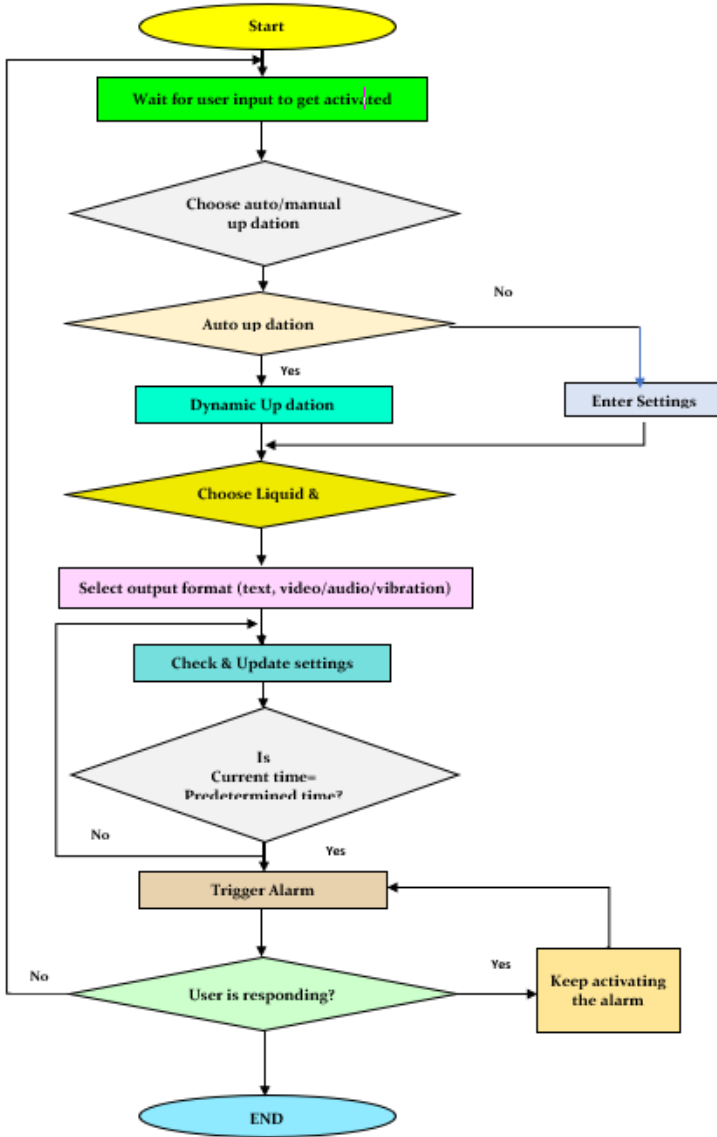 Start
Wait for user input to get activated
Choose auto/manual
up dation
No
Auto up dation
Yes
Dynamic Up dation
Enter Settings
Choose Liquid &
Select output format (text, video/audio/vibration)
Check & Update settings
Is
Current time=
Predetermined time?
No
Yes
Trigger Alarm
No
User is responding?
Yes
Keep activating
the alarm
END